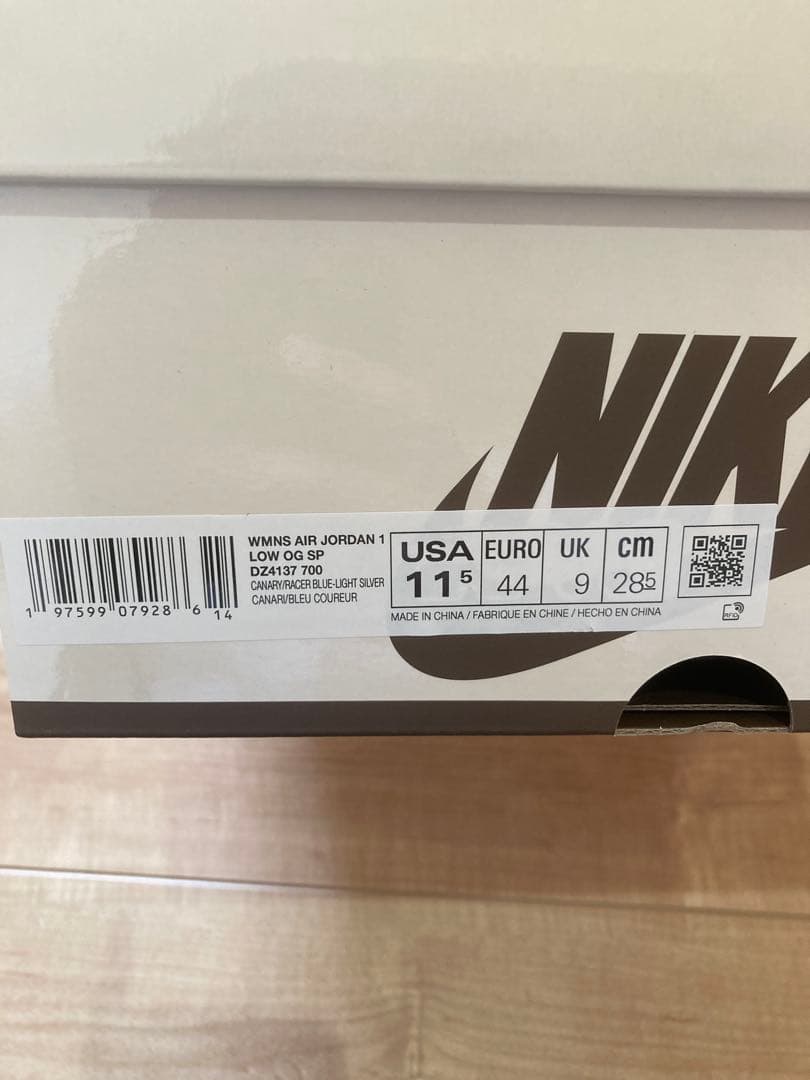 NIK
WMNS AIR JORDAN 1
LOW OG SP
DZ4137 700
CANARY/RACER BLUE-LIGHT SILVER
CANARI/BLEU COUREUR
1 97599 07928 6 14
USA EURO UK cm
11 5 44 9 28 5
MADE IN CHINA / FABRIQUE EN CHINE / HECHO EN CHINA
RFID